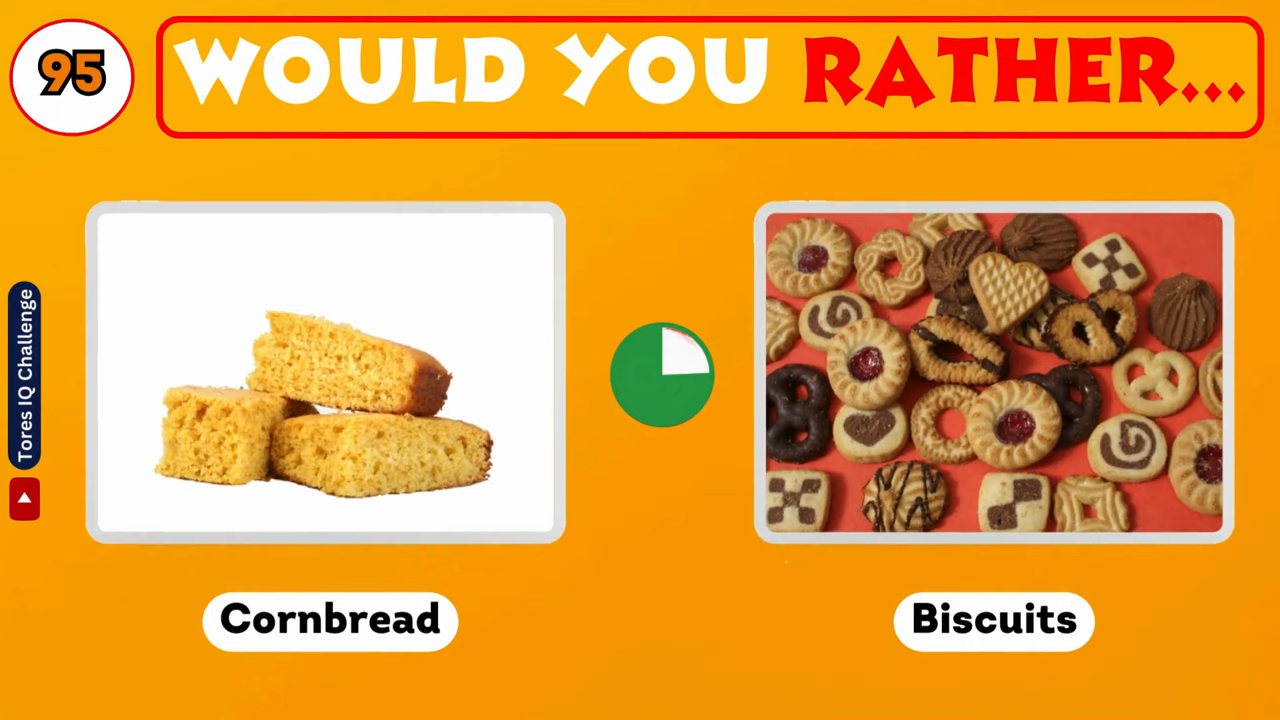 95
WOULD YOU RATHER...
Tores IQ Challenge
Cornbread
Biscuits